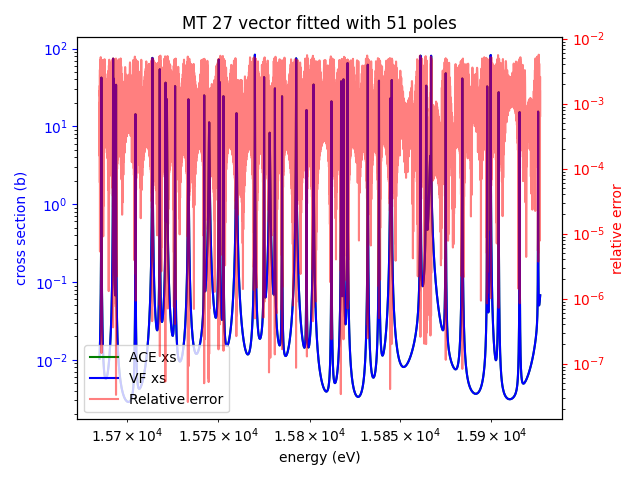 MT 27 vector fitted with 51 poles
10²
10¹
10⁰
10⁻¹
10⁻²
cross section (b)
10⁻²
10⁻³
10⁻⁴
10⁻⁵
10⁻⁶
10⁻⁷
relative error
ACE xs
VF xs
Relative error
1.57 × 10⁴ 1.575 × 10⁴ 1.58 × 10⁴ 1.585 × 10⁴ 1.59 × 10⁴
energy (eV)